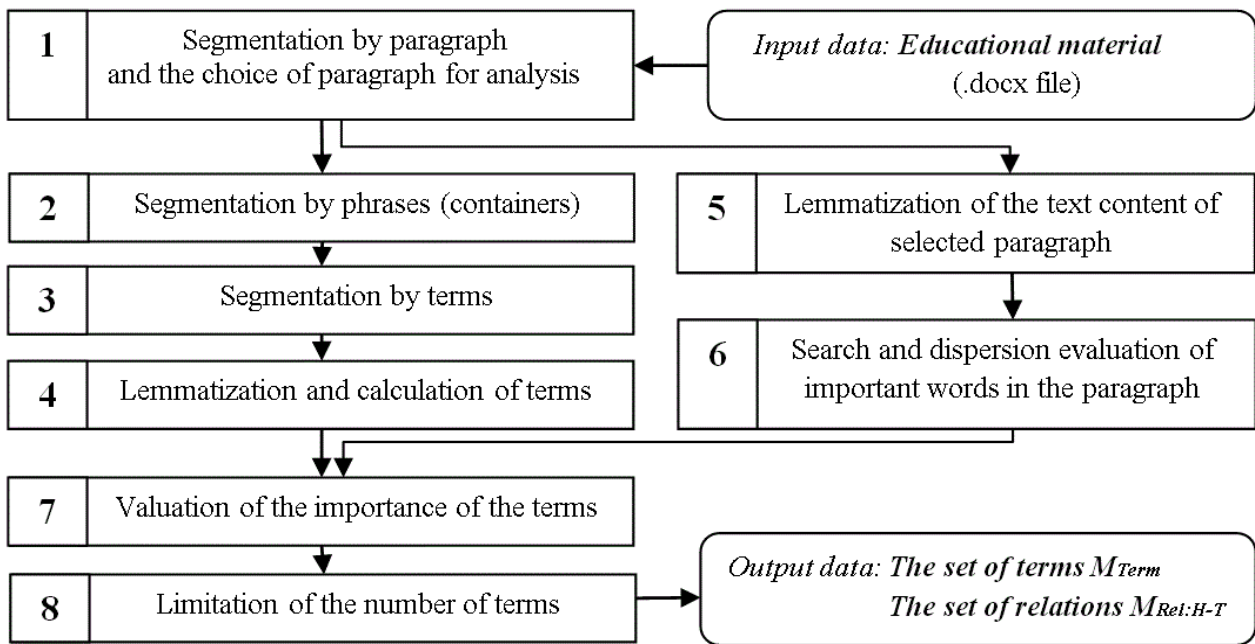 1
Segmentation by paragraph
and the choice of paragraph for analysis
Input data: Educational material
(.docx file)
2
Segmentation by phrases (containers)
3
Segmentation by terms
4
Lemmatization and calculation of terms
5
Lemmatization of the text content of
selected paragraph
6
Search and dispersion evaluation of
important words in the paragraph
7
Valuation of the importance of the terms
8
Limitation of the number of terms
Output data: The set of terms MTerm
The set of relations MRel:H-T